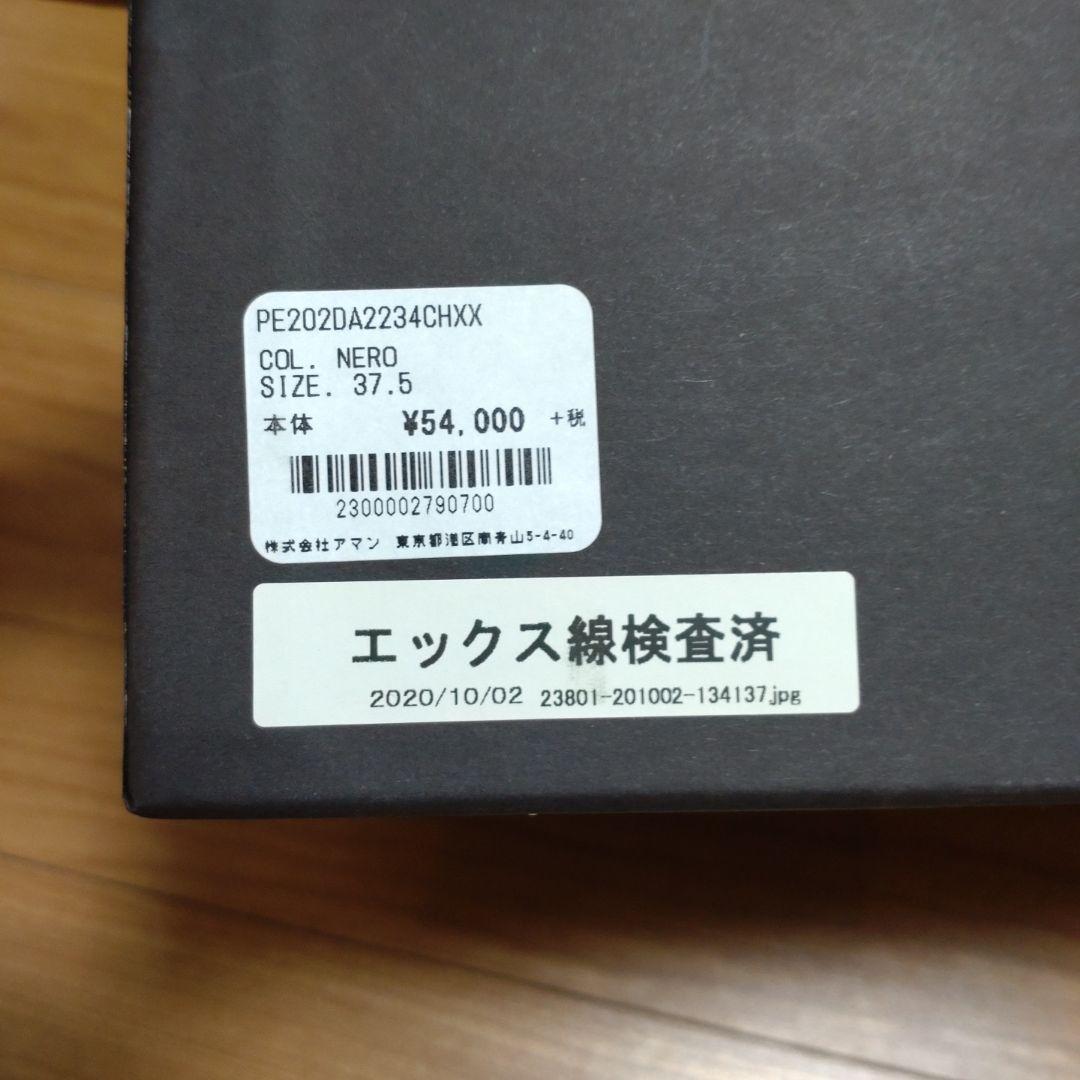 PE202DA2234CHXX
COL. NERO
SIZE. 37.5
本体 ¥54,000 +税
2300002790700
株式会社アマン 東京都港区南青山5-4-40
エックス線検査済
2020/10/02 23801-201002-134137.jpg